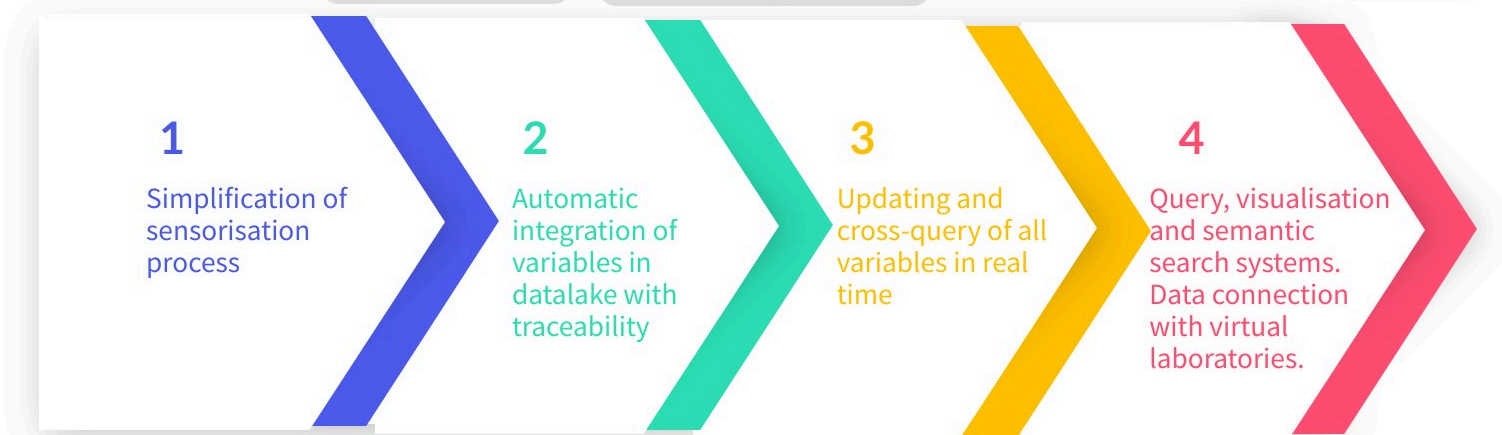 1
Simplification of
sensorisation
process
2
Automatic
integration of
variables in
datalake with
traceability
3
Updating and
cross-query of all
variables in real
time
4
Query, visualisation
and semantic
search systems.
Data connection
with virtual
laboratories.